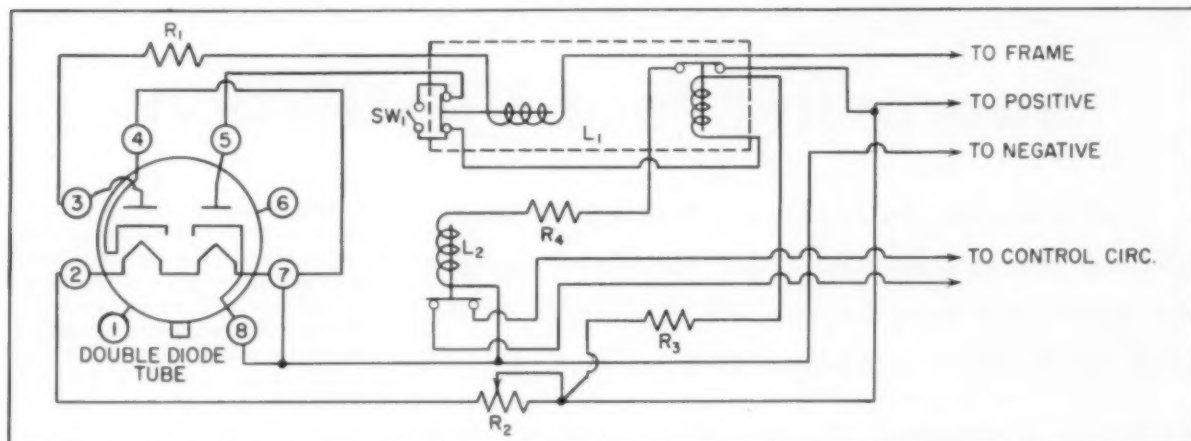 R1
TO FRAME
TO POSITIVE
SW1
L1
4
5
TO NEGATIVE
3
6
R4
L2
2
7
TO CONTROL CIRC.
1
8
R3
DOUBLE DIODE
TUBE
R2